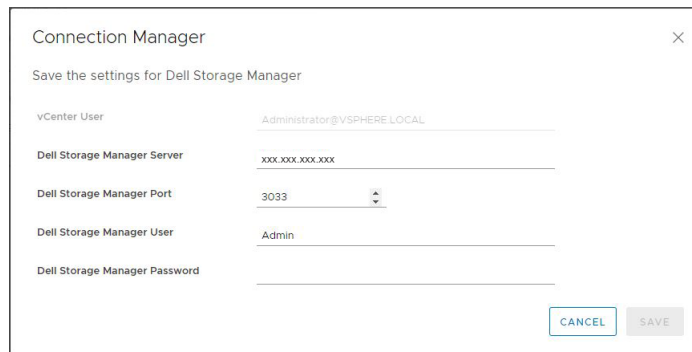 Connection Manager
Save the settings for Dell Storage Manager
vCenter User
Administrator@VSPHERE.LOCAL
Dell Storage Manager Server
xxx.xxx.xxx.xxx
Dell Storage Manager Port
3033
Dell Storage Manager User
Admin
Dell Storage Manager Password
CANCEL
SAVE